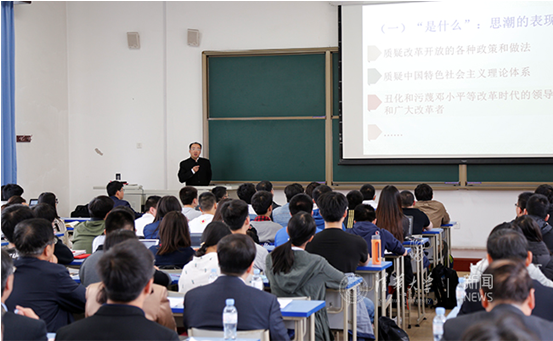 （一）“是什么”：思潮的表现
质疑改革开放的各种政策和做法
质疑中国特色社会主义理论体系
丑化和污蔑邓小平等改革时代的领导
和广大改革者
……
新闻
NEWS